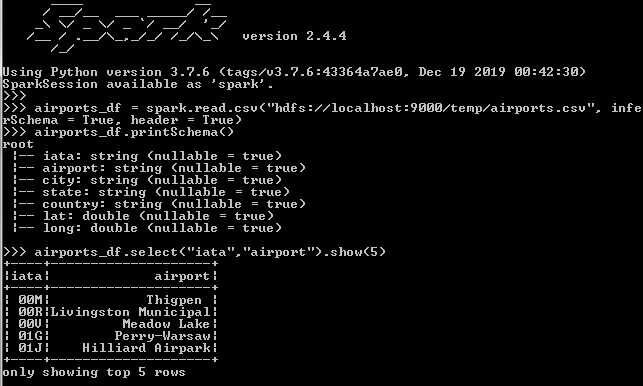 ____              __
     / __/__  ___ _____/ /__
    _\ \/ _ \/ _ `/ __/  '_/
   /__ / .__/\_,_/_/ /_/\_\   version 2.4.4
      /_/

Using Python version 3.7.6 (tags/v3.7.6:43364a7ae0, Dec 19 2019 00:42:30)
SparkSession available as 'spark'.
>>>
>>> airports_df = spark.read.csv("hdfs://localhost:9000/temp/airports.csv", infe
rSchema = True, header = True)
>>> airports_df.printSchema()
root
 |-- iata: string (nullable = true)
 |-- airport: string (nullable = true)
 |-- city: string (nullable = true)
 |-- state: string (nullable = true)
 |-- country: string (nullable = true)
 |-- lat: double (nullable = true)
 |-- long: double (nullable = true)

>>> airports_df.select("iata","airport").show(5)
+----+--------------------+
|iata|             airport|
+----+--------------------+
| 00M|            Thigpen |
| 00R|Livingston Municipal|
| 00V|         Meadow Lake|
| 01G|        Perry-Warsaw|
| 01J|    Hilliard Airpark|
+----+--------------------+
only showing top 5 rows